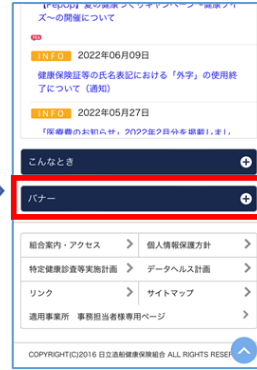 【Pepup】夏の健康づくりキャンペーン~健康クイ
ズ~の開催について
INFO 2022年06月09日
健康保険証等の氏名表記における「外字」の使用終
了について（通知）
INFO 2022年05月27日
「医療費のお知らせ」2022年2月分を掲載しまし
こんなとき
バナー
組合案内・アクセス
個人情報保護方針
特定健康診査等実施計画
データヘルス計画
リンク
サイトマップ
適用事業所 事務担当者様専用ページ
COPYRIGHT(C)2016 日立造船健康保険組合 ALL RIGHTS RESER